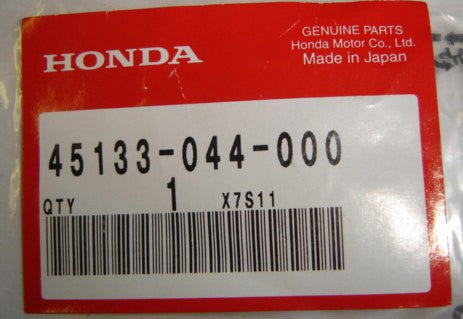 HONDA
GENUINE PARTS
Honda Motor Co., Ltd.
Made in Japan
45133-044-000
QTY 1 X7S11